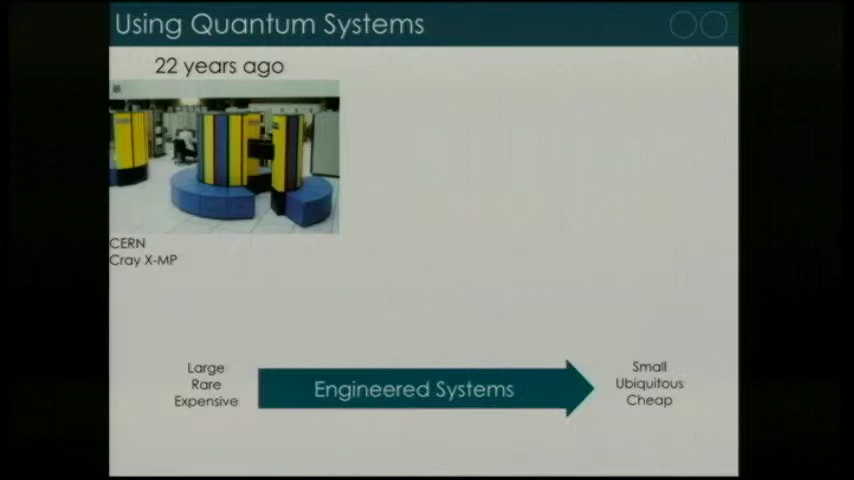 Using Quantum Systems
22 years ago
CERN
Cray X-MP
Large
Rare
Expensive
Engineered Systems
Small
Ubiquitous
Cheap